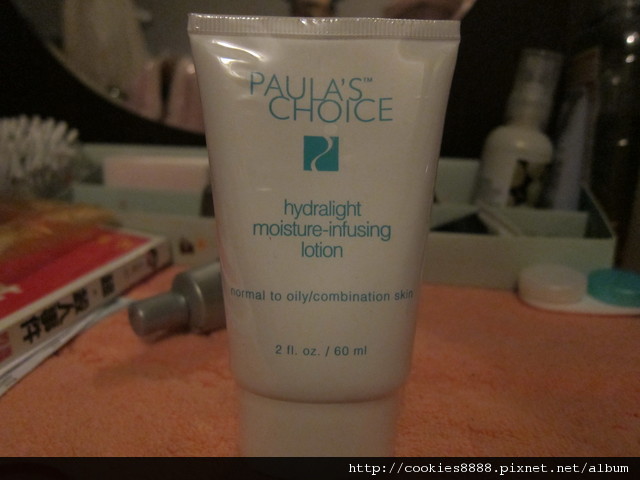 PAULA'S™
CHOICE
hydralight
moisture-infusing
lotion
normal to oily/combination skin
2 fl. oz. / 60 ml
http://cookies8888.pixnet.net/album